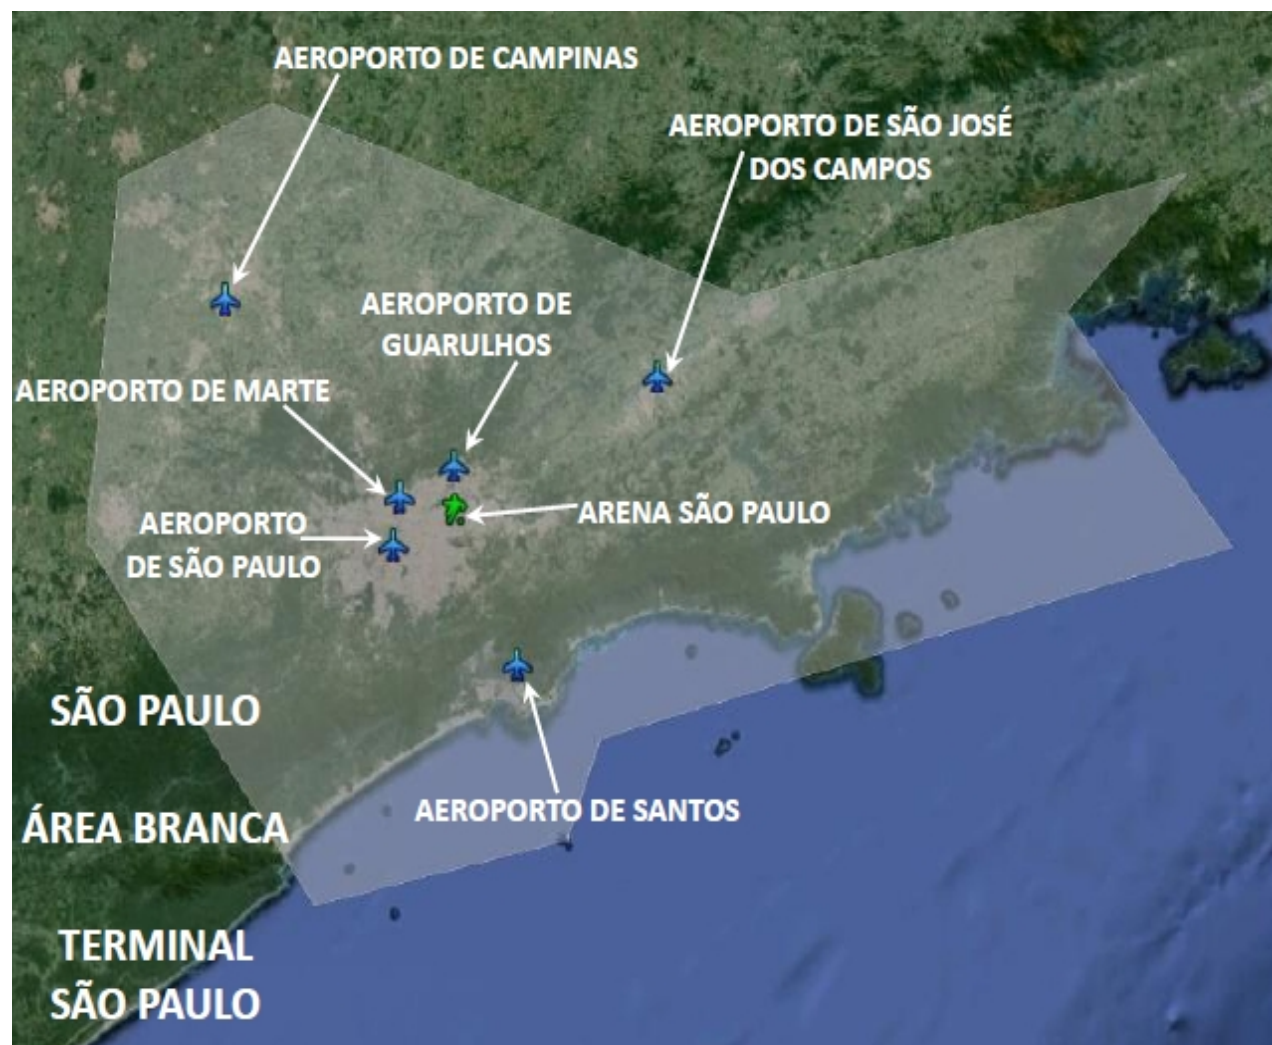 AEROPORTO DE CAMPINAS
AEROPORTO DE SÃO JOSÉ
DOS CAMPOS
AEROPORTO DE
GUARULHOS
AEROPORTO DE MARTE
ARENA SÃO PAULO
AEROPORTO
DE SÃO PAULO
SÃO PAULO
AEROPORTO DE SANTOS
ÁREA BRANCA
TERMINAL
SÃO PAULO